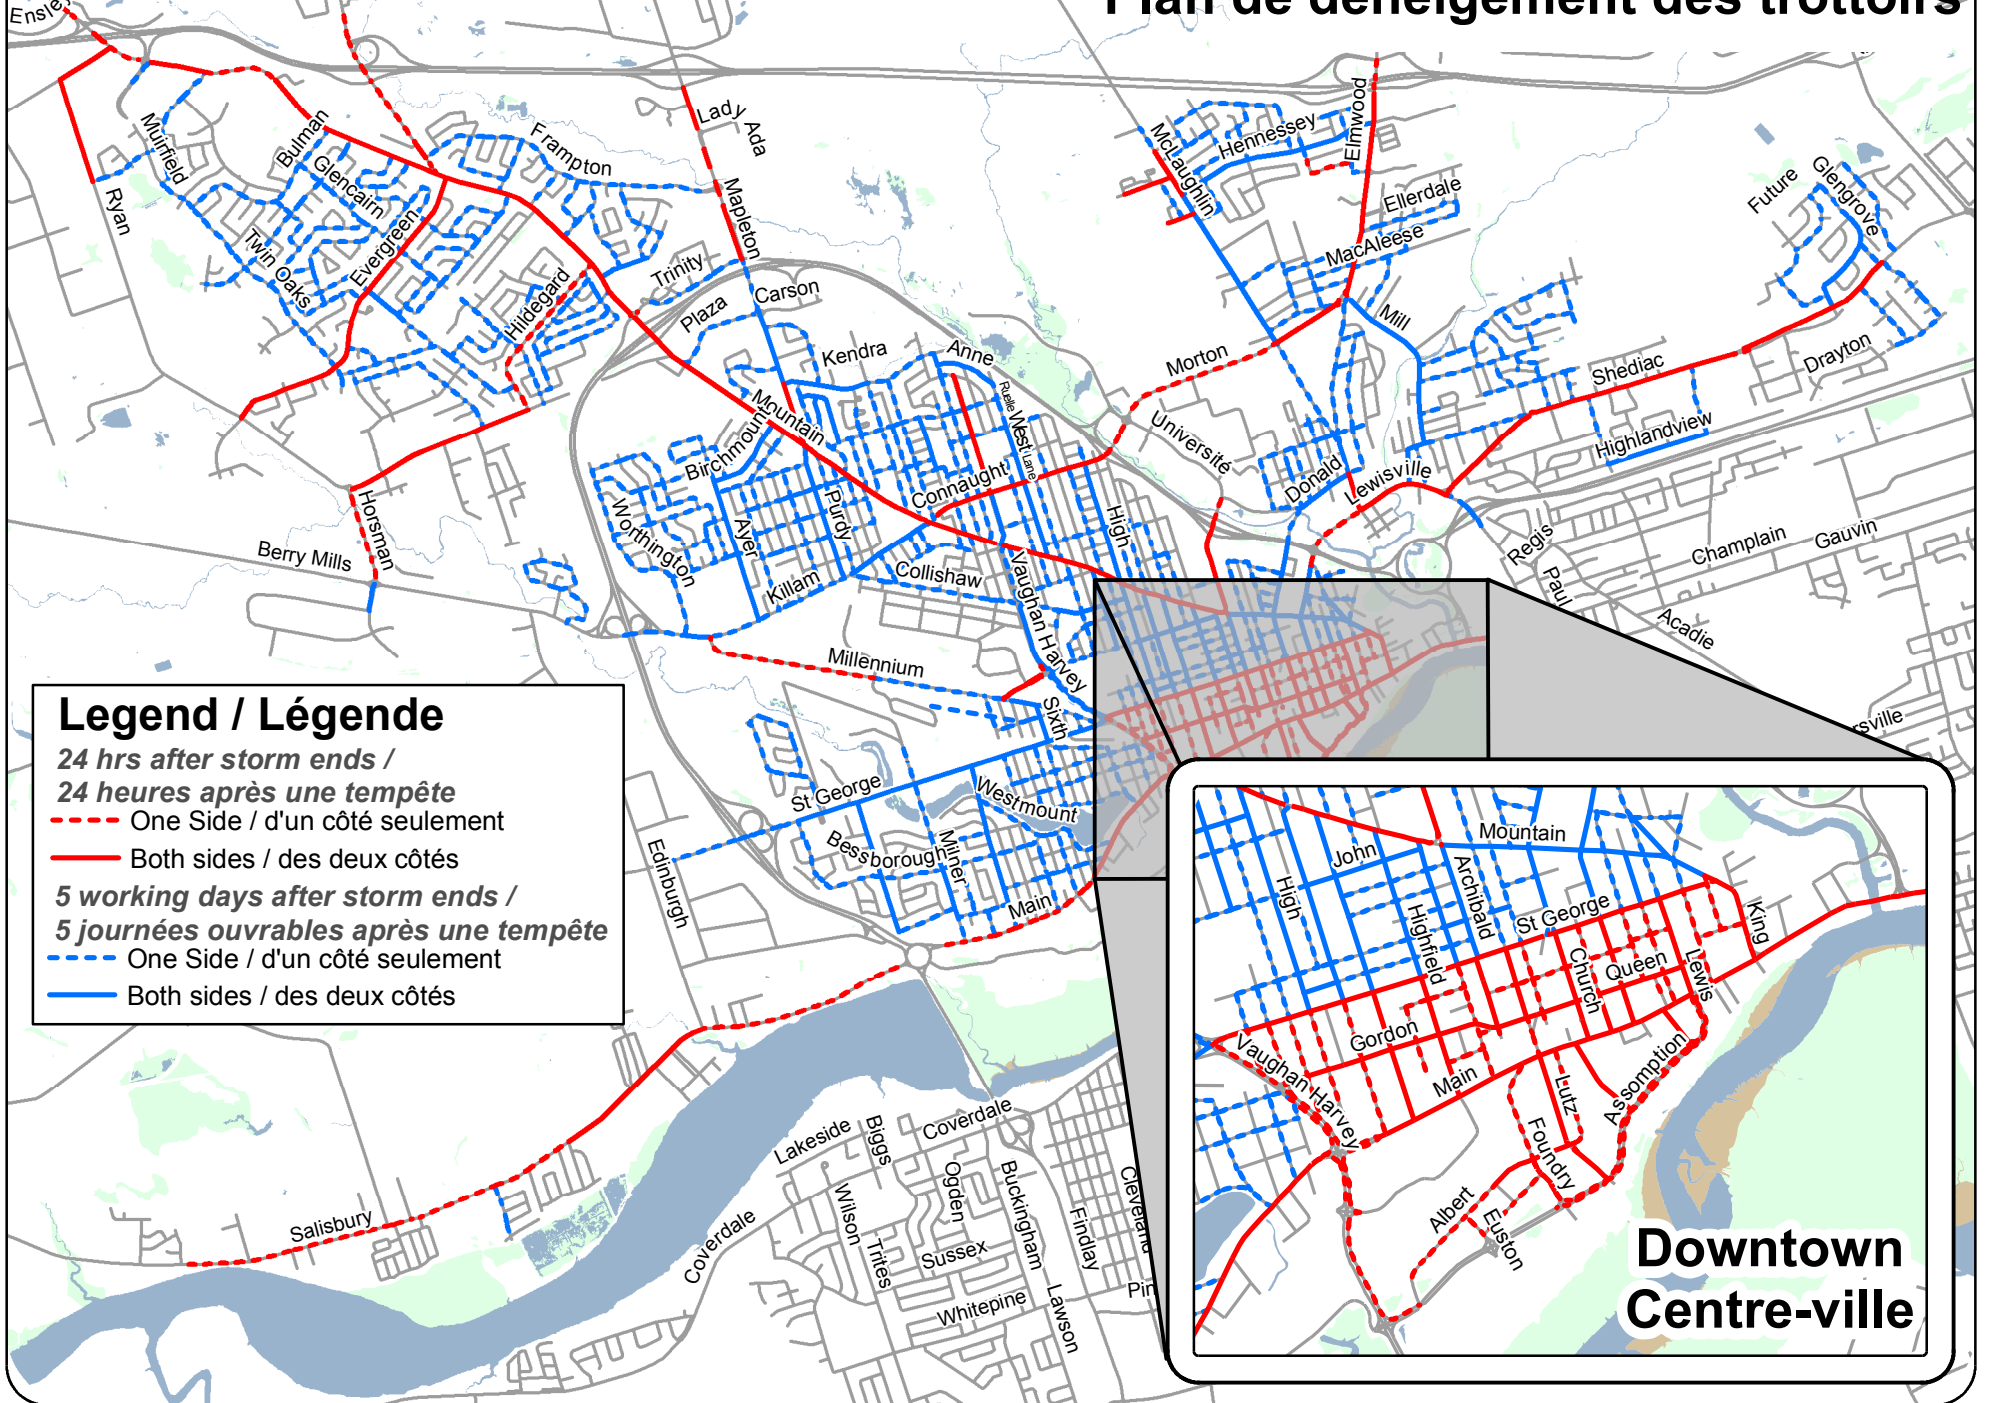 Plan de déneigement des trottoirs
Lady Ada
Elmwood
Hennessey
McLaughlin
Bulman
Muirfield
Frampton
Glencairn
Ryan
Mapleton
Ellerdale
Future
Glengrove
Evergreen
Twin Oaks
MacAleese
Trinity
Hildegard
Plaza
Carson
Mill
Kendra
Anne
Morton
Shediac
Drayton
Mountain
Ruelle West Lane
Birchmount
Université
Highlandview
Connaught
Donald
Lewisville
Purdy
High
Horsman
Worthington
Ayer
Regis
Champlain
Gauvin
Berry Mills
Collishaw
Killam
Vaughan Harvey
Paul
Acadie
Millennium
Sixth
rsville
St George
Westmount
Bessborough
Milner
Edinburgh
Main
Legend / Légende
24 hrs after storm ends /
24 heures après une tempête
One Side / d'un côté seulement
Both sides / des deux côtés
5 working days after storm ends /
5 journées ouvrables après une tempête
One Side / d'un côté seulement
Both sides / des deux côtés
Mountain
John
High
Archibald
Highfield
St George
King
Church
Queen
Lewis
Gordon
Vaughan Harvey
Main
Lutz
Assomption
Foundry
Albert
Euston
Downtown
Centre-ville
Lakeside
Biggs
Coverdale
Ogden
Buckingham
Cleveland
Wilson
Findlay
Salisbury
Coverdale
Trites
Sussex
Whitepine
Lawson
Pin